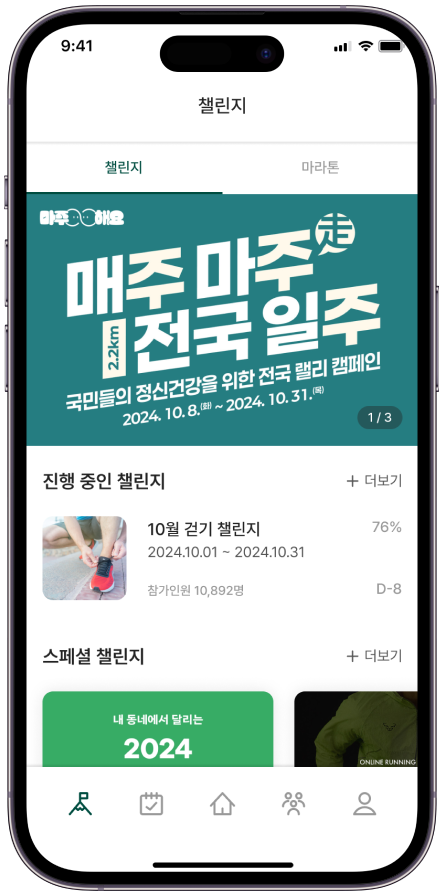 9:41
챌린지
챌린지
마라톤
마주
해요
매주 마주走
2.2km
전국 일주
국민들의 정신건강을 위한 전국 랠리 캠페인
2024. 10. 8.(화) ~ 2024. 10. 31.(목)
1 / 3
진행 중인 챌린지
+ 더보기
10월 걷기 챌린지
76%
2024.10.01 ~ 2024.10.31
참가인원 10,892명
D-8
스페셜 챌린지
+ 더보기
내 동네에서 달리는
2024
ONLINE RUNNING